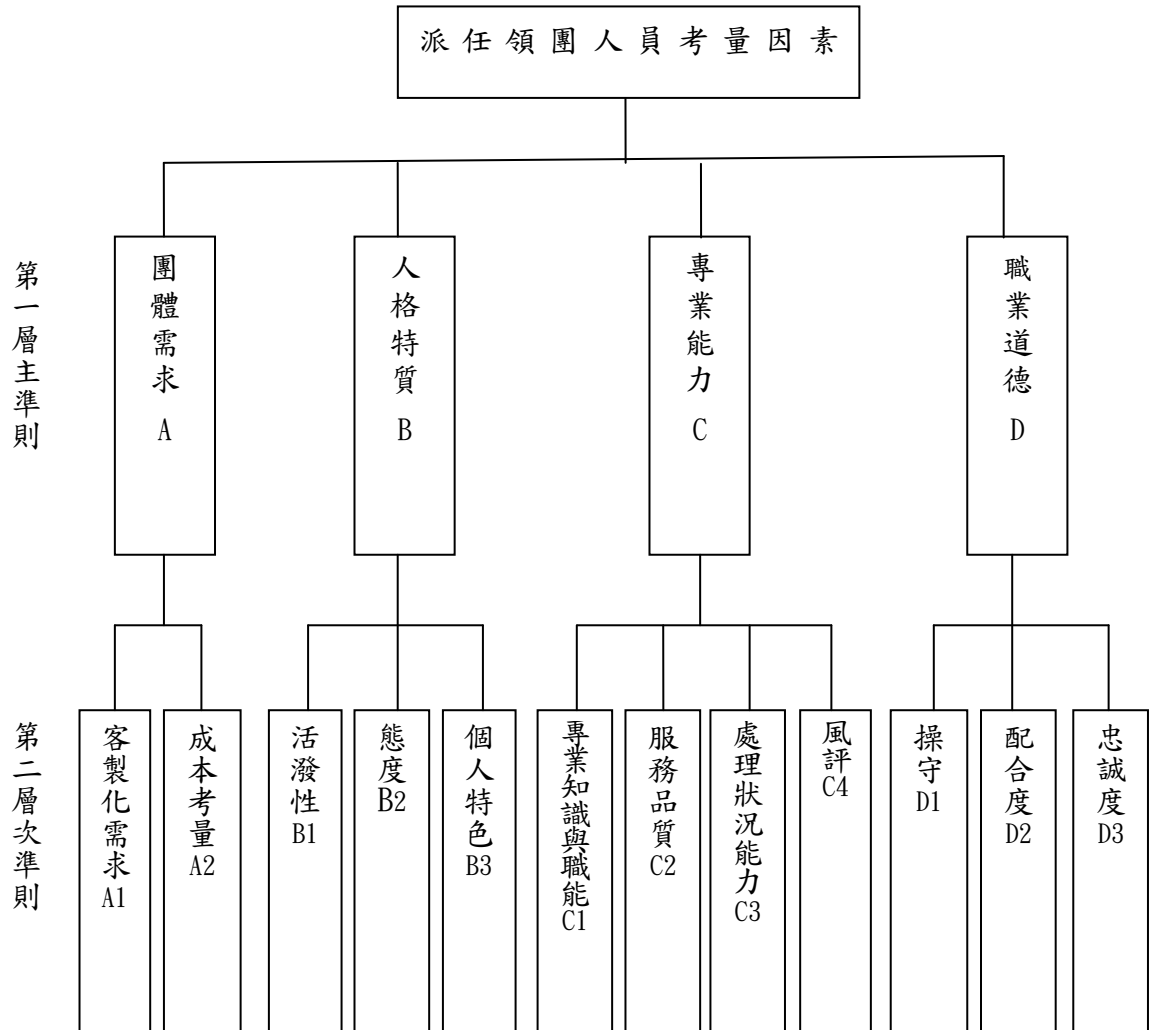 派任領團人員考量因素
第一層主準則
團體需求 A
人格特質 B
專業能力 C
職業道德 D
第二層次準則
客製化需求 A1
成本考量 A2
活潑性 B1
態度 B2
個人特色 B3
專業知識與職能 C1
服務品質 C2
處理狀況能力 C3
風評 C4
操守 D1
配合度 D2
忠誠度 D3